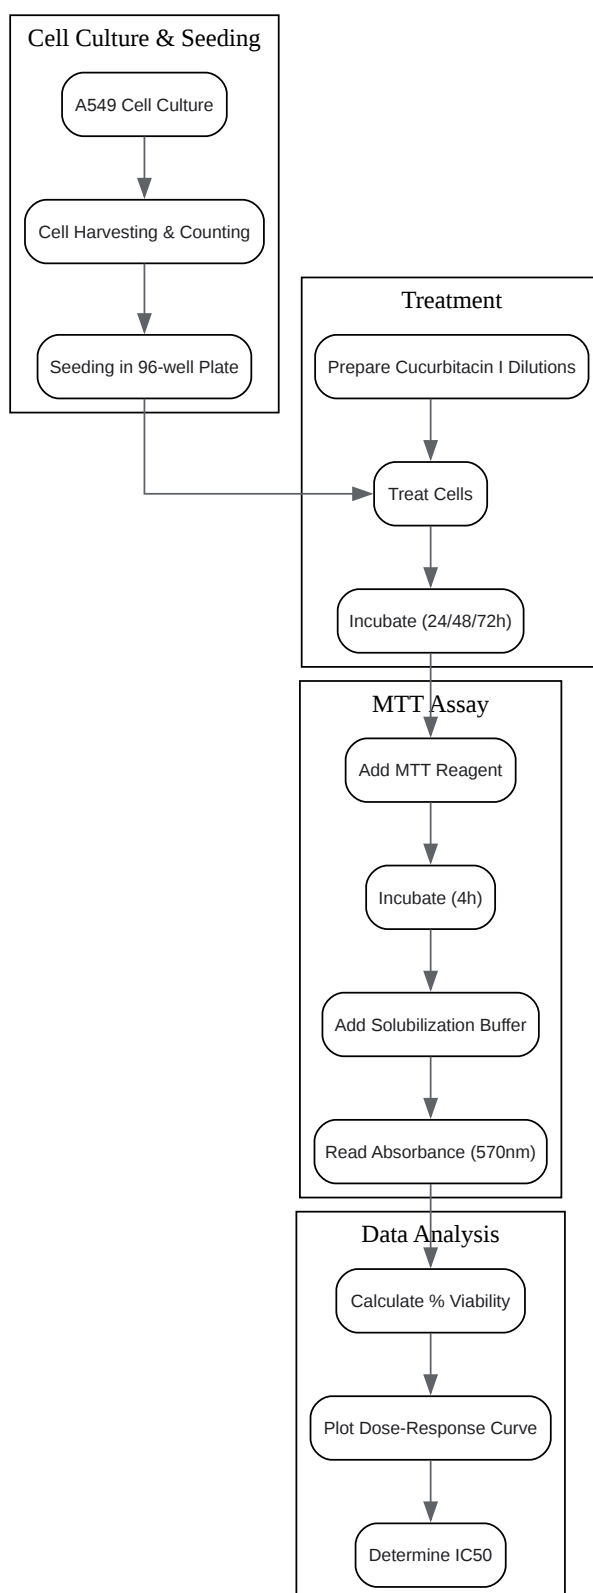 Cell Culture & Seeding
A549 Cell Culture
Cell Harvesting & Counting
Seeding in 96-well Plate
Treatment
Prepare Cucurbitacin I Dilutions
Treat Cells
Incubate (24/48/72h)
MTT Assay
Add MTT Reagent
Incubate (4h)
Add Solubilization Buffer
Read Absorbance (570nm)
Data Analysis
Calculate % Viability
Plot Dose-Response Curve
Determine IC50